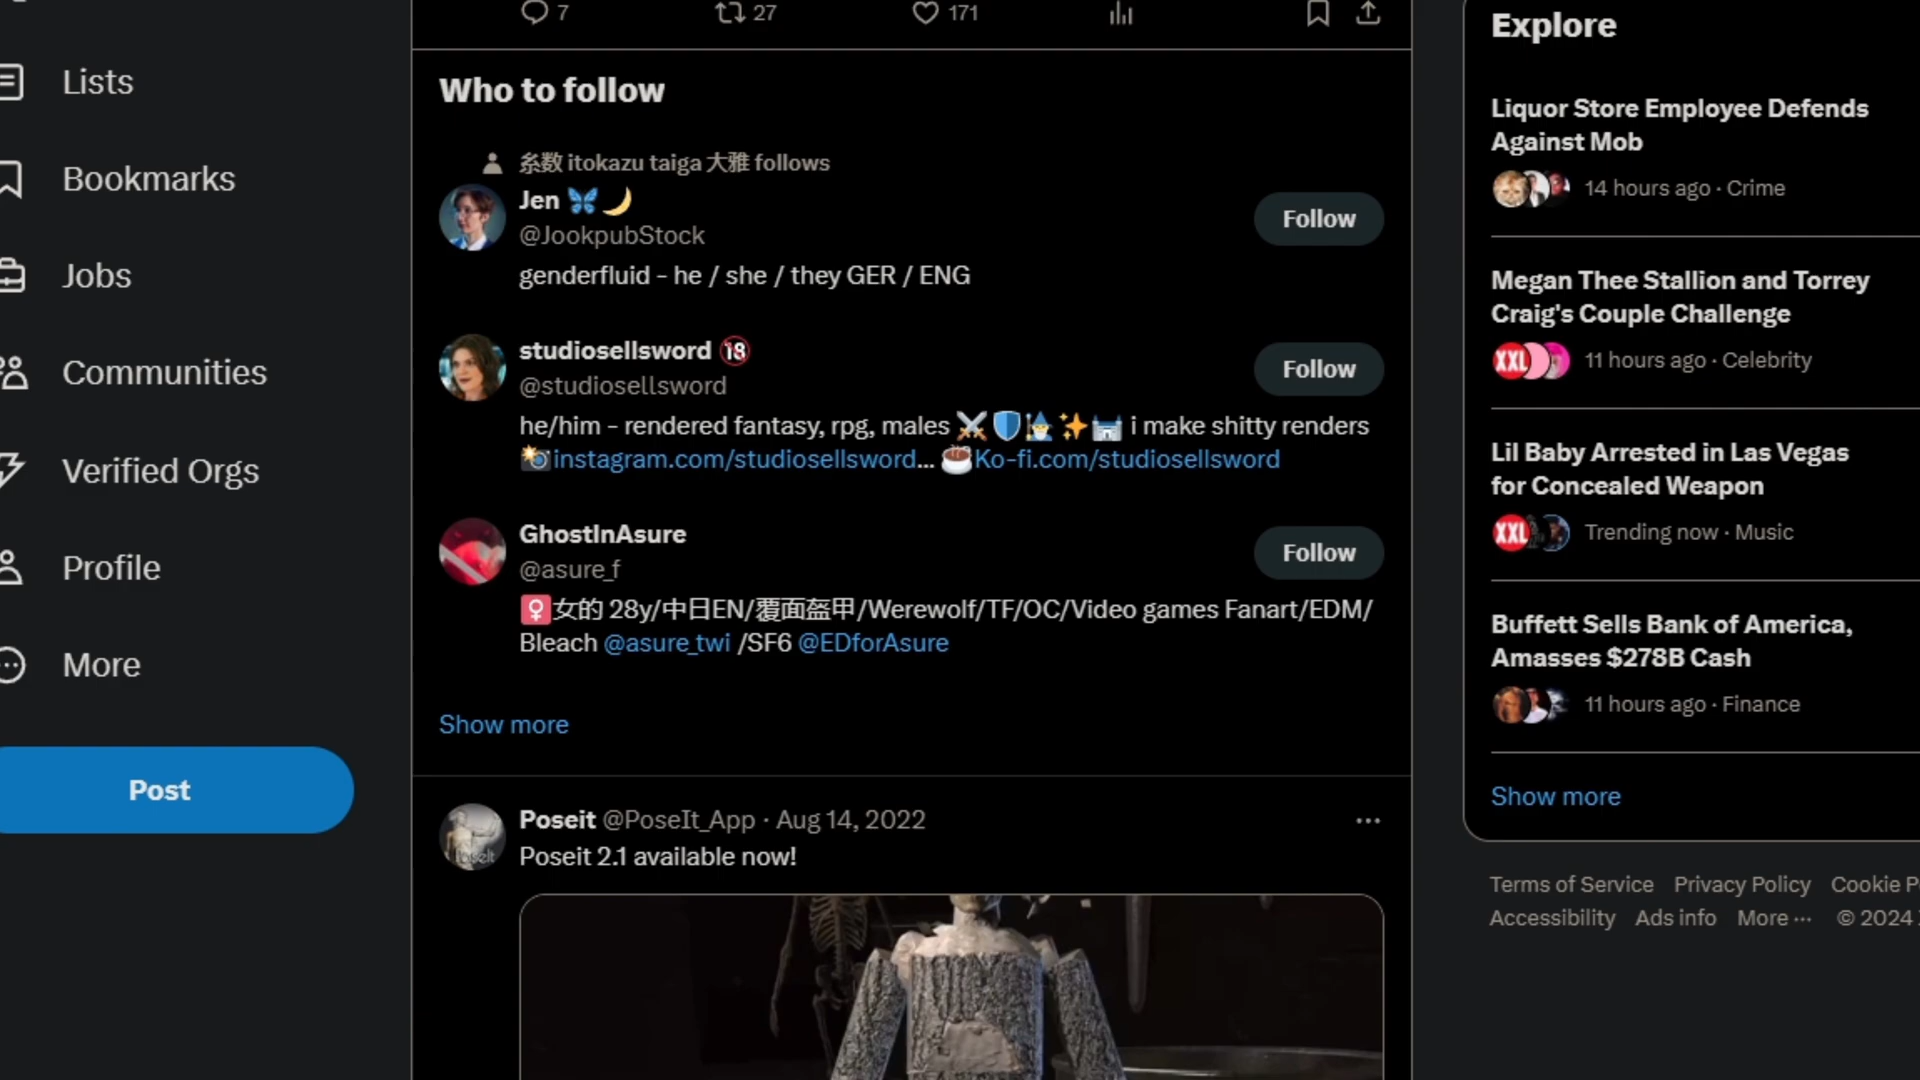 7
27
171
Lists
Bookmarks
Jobs
Communities
Verified Orgs
Profile
More
Post
Who to follow
糸数 itokazu taiga 大雅 follows
Jen 🦋🌙
@JookpubStock
Follow
genderfluid - he / she / they GER / ENG
studiosellsword 🔞
@studiosellsword
Follow
he/him - rendered fantasy, rpg, males ⚔️🛡️🧙‍♂️✨🏰 i make shitty renders
📸instagram.com/studiosellsword... ☕Ko-fi.com/studiosellsword
GhostInAsure
@asure_f
Follow
♀️女的 28y/中日EN/覆面盔甲/Werewolf/TF/OC/Video games Fanart/EDM/
Bleach @asure_twi /SF6 @EDforAsure
Show more
Poseit @PoseIt_App · Aug 14, 2022
Poseit 2.1 available now!
Explore
Liquor Store Employee Defends
Against Mob
14 hours ago · Crime
Megan Thee Stallion and Torrey
Craig's Couple Challenge
XXL
11 hours ago · Celebrity
Lil Baby Arrested in Las Vegas
for Concealed Weapon
XXL
Trending now · Music
Buffett Sells Bank of America,
Amasses $278B Cash
11 hours ago · Finance
Show more
Terms of Service Privacy Policy Cookie P
Accessibility Ads info More ··· © 2024